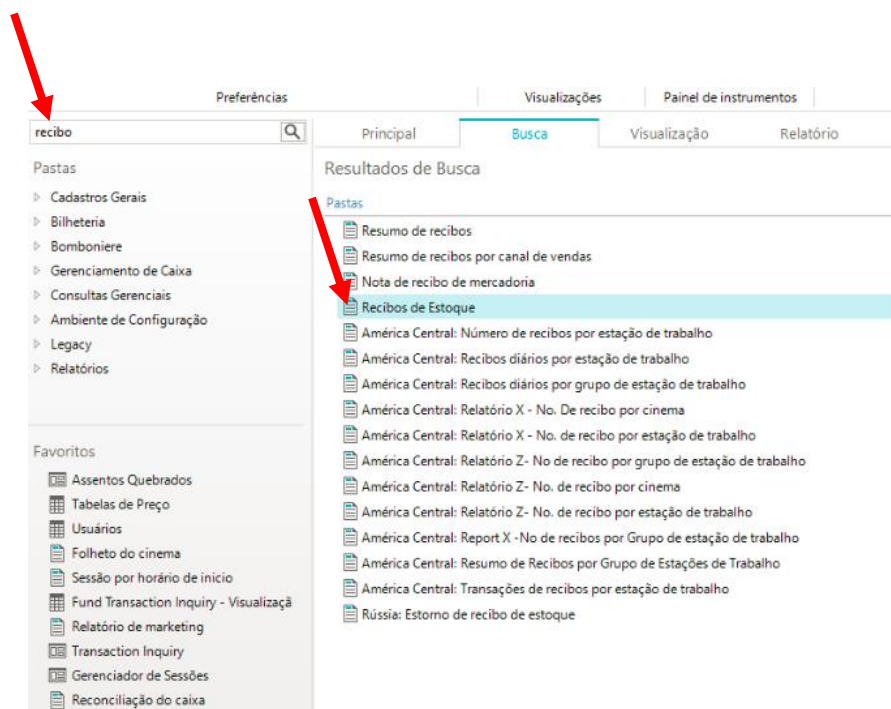 Preferências Visualizações Painel de instrumentos
recibo
Principal Busca Visualização Relatório
Pastas
Cadastros Gerais
Bilheteria
Bomboniere
Gerenciamento de Caixa
Consultas Gerenciais
Ambiente de Configuração
Legacy
Relatórios
Favoritos
Assentos Quebrados
Tabelas de Preço
Usuários
Folheto do cinema
Sessão por horário de inicio
Fund Transaction Inquiry - Visualizaçã
Relatório de marketing
Transaction Inquiry
Gerenciador de Sessões
Reconciliação do caixa
Resultados de Busca
Pastas
Resumo de recibos
Resumo de recibos por canal de vendas
Nota de recibo de mercadoria
Recibos de Estoque
América Central: Número de recibos por estação de trabalho
América Central: Recibos diários por estação de trabalho
América Central: Recibos diários por grupo de estação de trabalho
América Central: Relatório X - No. De recibo por cinema
América Central: Relatório X - No. de recibo por estação de trabalho
América Central: Relatório Z- No de recibo por grupo de estação de trabalho
América Central: Relatório Z- No. de recibo por cinema
América Central: Relatório Z- No. de recibo por estação de trabalho
América Central: Report X -No de recibos por Grupo de estação de trabalho
América Central: Resumo de Recibos por Grupo de Estações de Trabalho
América Central: Transações de recibos por estação de trabalho
Rússia: Estorno de recibo de estoque